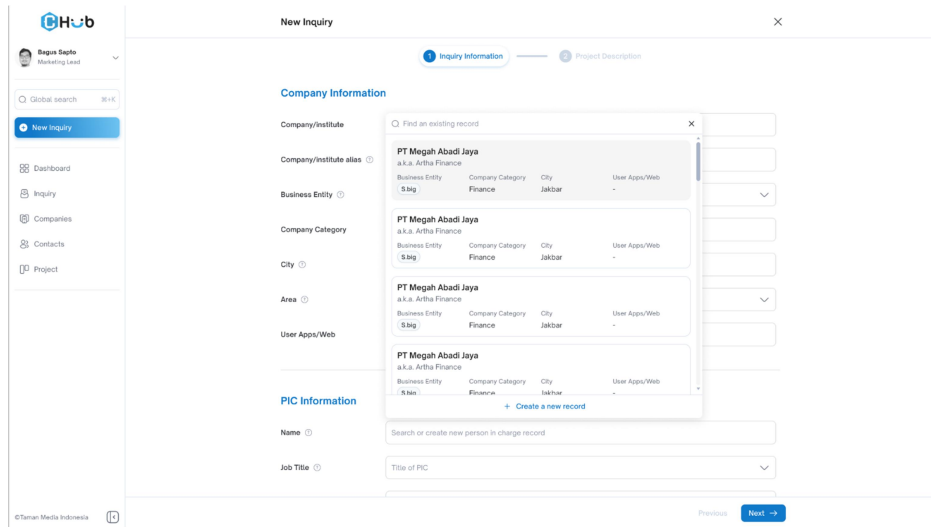 CHub
Bagus Sapto
Marketing Lead
Global search ⌘+K
New Inquiry
Dashboard
Inquiry
Companies
Contacts
Project
©Taman Media Indonesia
New Inquiry
1 Inquiry Information
2 Project Description
Company Information
Company/institute
Company/institute alias
Business Entity
Company Category
City
Area
User Apps/Web
Find an existing record
PT Megah Abadi Jaya
a.k.a. Artha Finance
Business Entity Company Category City User Apps/Web
S.big Finance Jakbar -
PT Megah Abadi Jaya
a.k.a. Artha Finance
Business Entity Company Category City User Apps/Web
S.big Finance Jakbar -
PT Megah Abadi Jaya
a.k.a. Artha Finance
Business Entity Company Category City User Apps/Web
S.big Finance Jakbar -
PT Megah Abadi Jaya
a.k.a. Artha Finance
Business Entity Company Category City User Apps/Web
S.big Finance Jakbar -
+ Create a new record
PIC Information
Name
Search or create new person in charge record
Job Title
Title of PIC
Previous
Next →